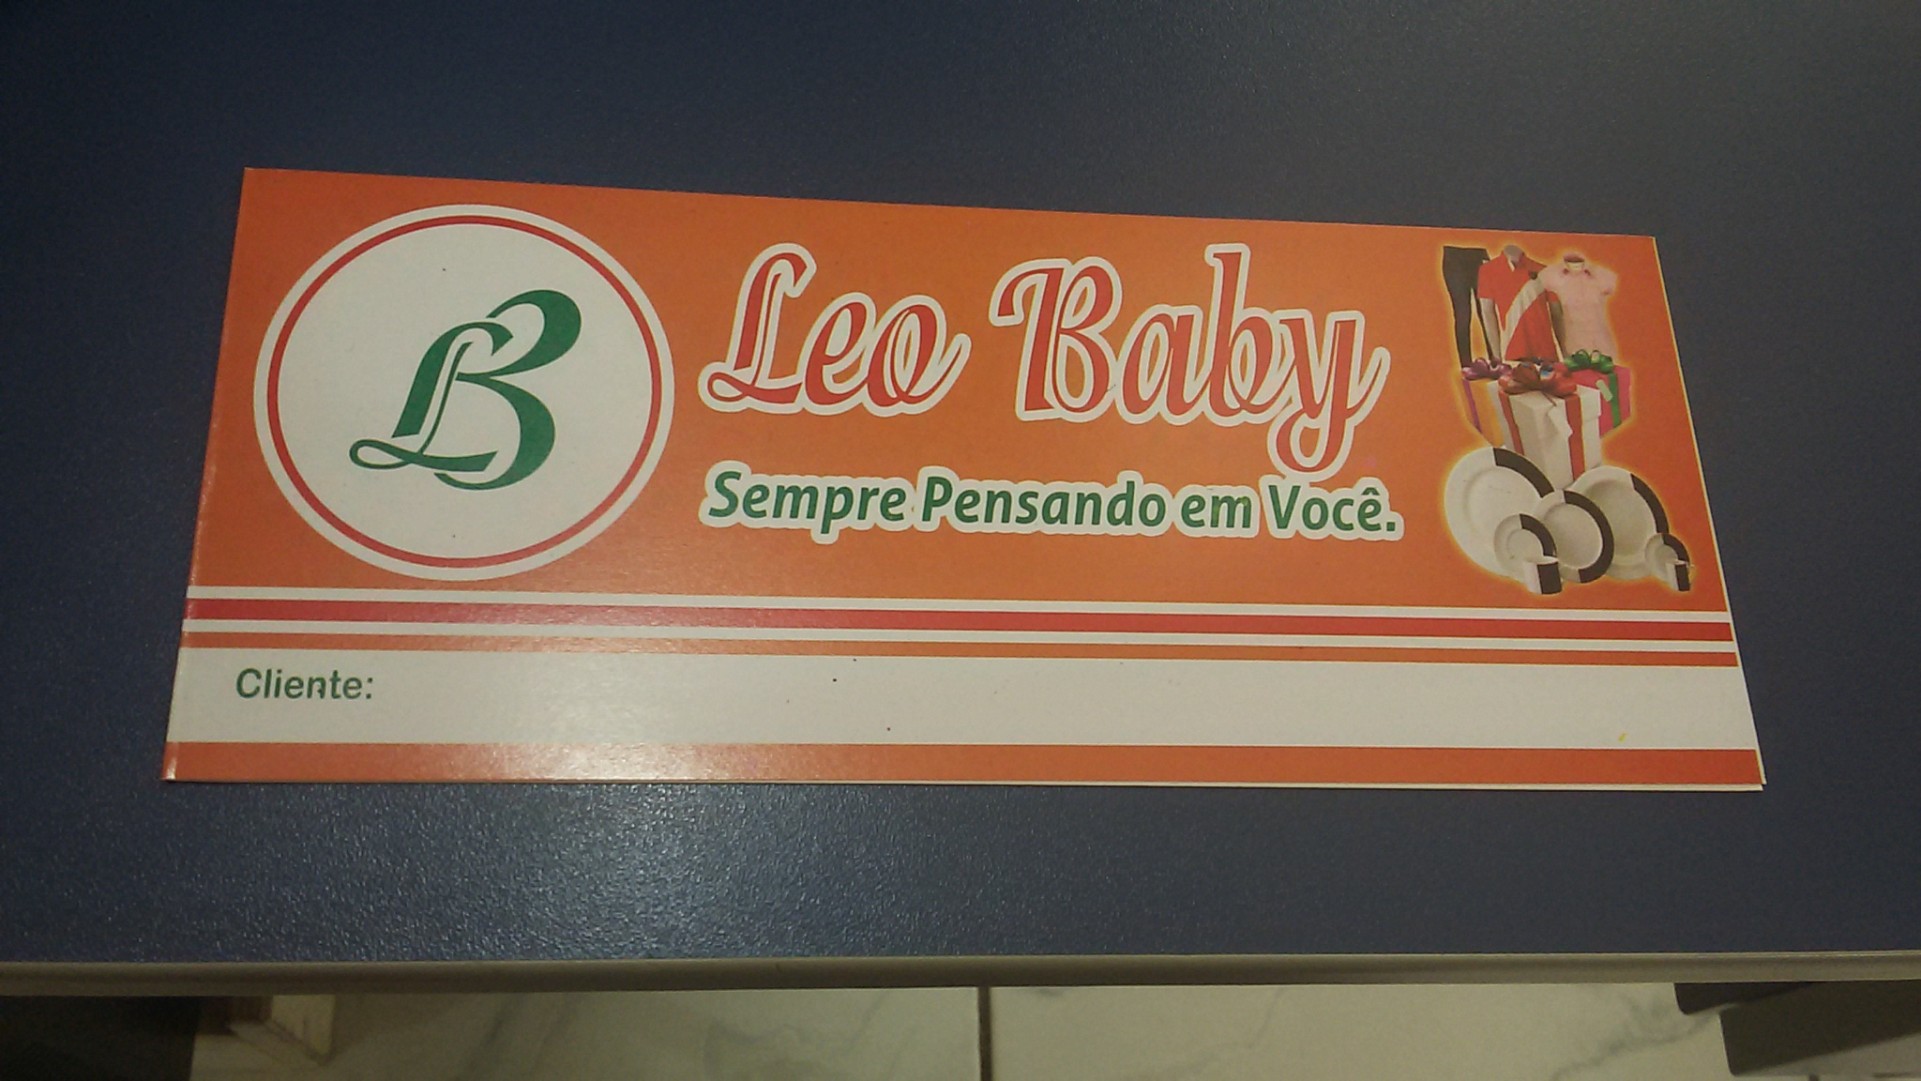 LB
Leo Baby
Sempre Pensando em Você.
Cliente: